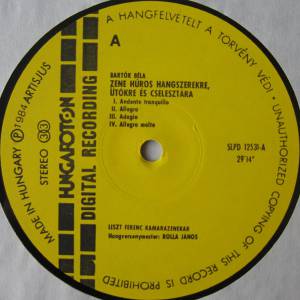 A HANGFELVÉTELT A TÖRVÉNY VÉDI · UNAUTHORIZED COPYING OF THIS RECORD IS PROHIBITED
A
BARTÓK BÉLA
ZENE HÚROS HANGSZEREKRE,
ÜTŐKRE ÉS CSELESZTÁRA
I. Andante tranquillo
II. Allegro
III. Adagio
IV. Allegro molto
SLPD 12531-A
29'14"
LISZT FERENC KAMARAZENEKAR
Hangversenymester: ROLLA JÁNOS
MADE IN HUNGARY Ⓟ 1984 ARTISJUS
STEREO 33
HUNGAROTON
DIGITAL RECORDING